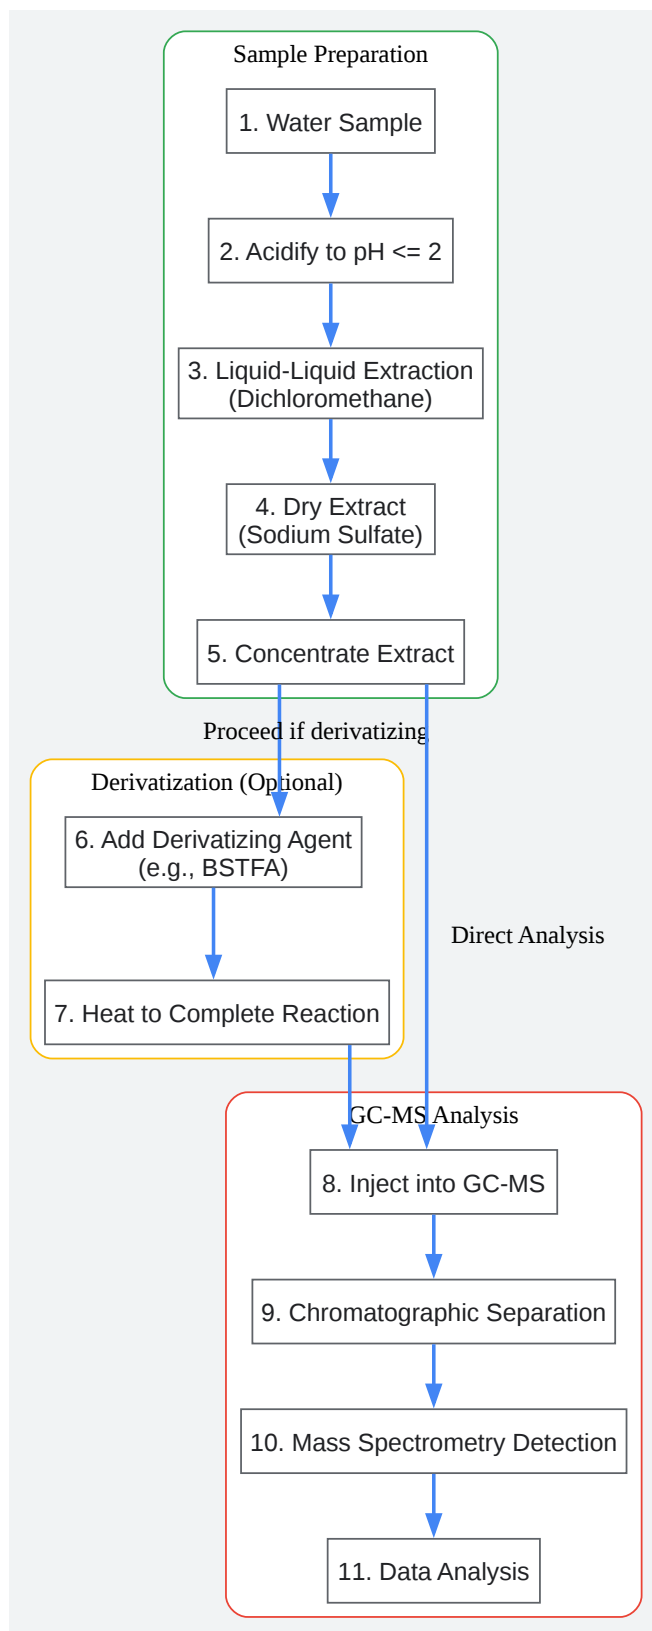 Sample Preparation
1. Water Sample
2. Acidify to pH <= 2
3. Liquid-Liquid Extraction
(Dichloromethane)
4. Dry Extract
(Sodium Sulfate)
5. Concentrate Extract
Proceed if derivatizing
Derivatization (Optional)
6. Add Derivatizing Agent
(e.g., BSTFA)
Direct Analysis
7. Heat to Complete Reaction
GC-MS Analysis
8. Inject into GC-MS
9. Chromatographic Separation
10. Mass Spectrometry Detection
11. Data Analysis